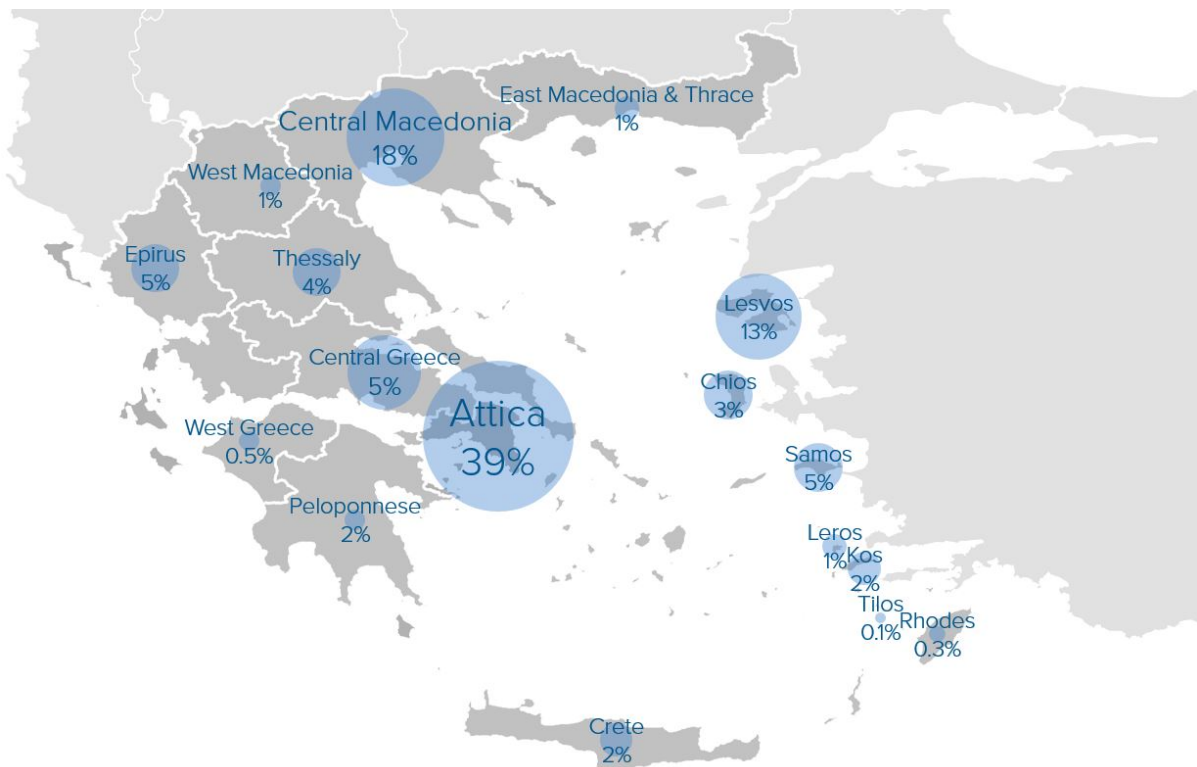 East Macedonia & Thrace
1%
Central Macedonia
18%
West Macedonia
1%
Epirus
5%
Thessaly
4%
Lesvos
13%
Central Greece
5%
Chios
3%
Attica
39%
West Greece
0.5%
Samos
5%
Peloponnese
2%
Leros
1%
Kos
2%
Tilos
0.1%
Rhodes
0.3%
Crete
2%